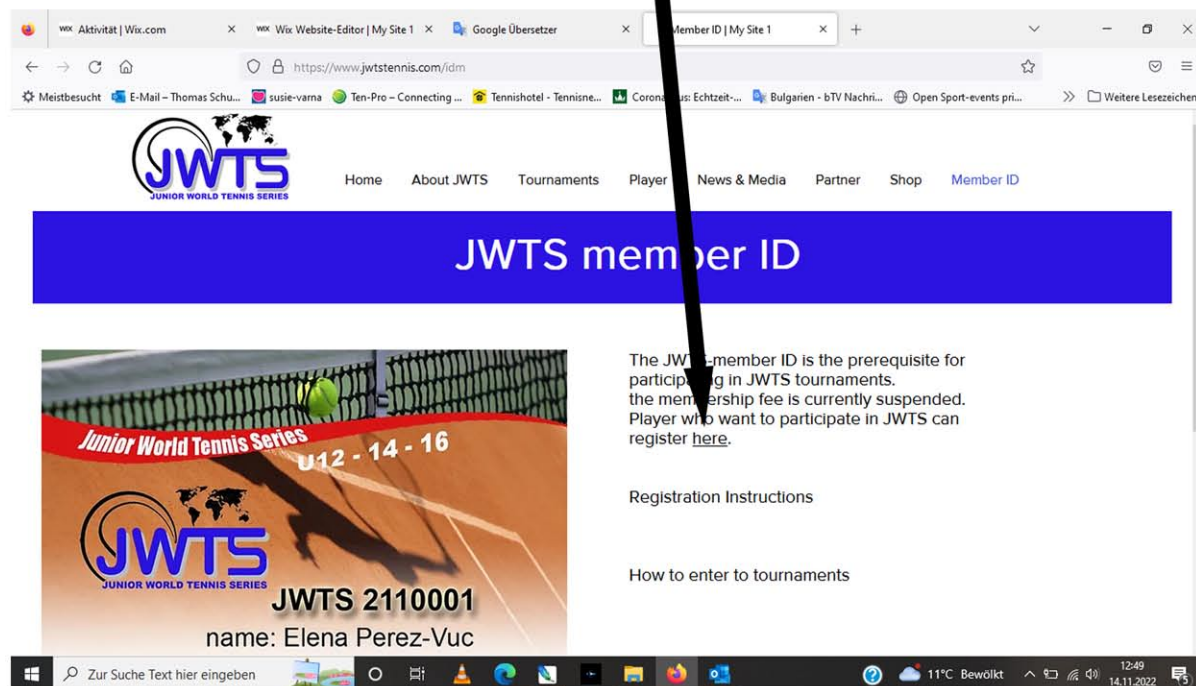 WIX Aktivität | Wix.com
WIX Wix Website-Editor | My Site 1
Google Übersetzer
Member ID | My Site 1
https://www.jwtstennis.com/idm
Meistbesucht
E-Mail – Thomas Schu...
susie-varna
Ten-Pro – Connecting ...
Tennishotel - Tennisne...
Echtzeit-...
Bulgarien - bTV Nachri...
Open Sport-events pri...
Weitere Lesezeichen
JWTS
JUNIOR WORLD TENNIS SERIES
Home About JWTS Tournaments Player News & Media Partner Shop Member ID
JWTS member ID
The JWTS-member ID is the prerequisite for
participating in JWTS tournaments.
the membership fee is currently suspended.
Player who want to participate in JWTS can
register here.
Registration Instructions
How to enter to tournaments
Junior World Tennis Series
U12 - 14 - 16
JWTS
JUNIOR WORLD TENNIS SERIES
JWTS 2110001
name: Elena Perez-Vuc
Zur Suche Text hier eingeben
11°C Bewölkt
12:49
14.11.2022
5